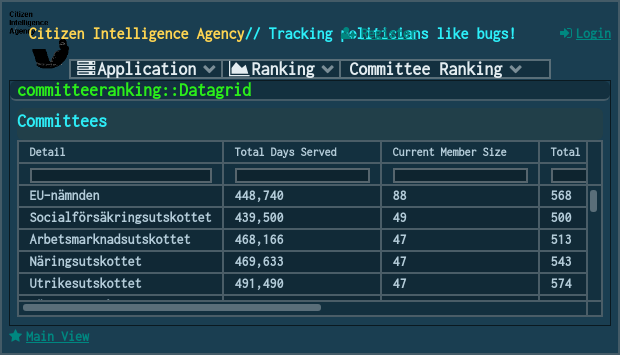 Citizen
Intelligence
Agency
Citizen Intelligence Agency// Tracking politicians like bugs!
Register
Login
Application
Ranking
Committee Ranking
committeeranking::Datagrid
Committees
Detail Total Days Served Current Member Size Total
EU-nämnden 448,740 88 568
Socialförsäkringsutskottet 439,500 49 500
Arbetsmarknadsutskottet 468,166 47 513
Näringsutskottet 469,633 47 543
Utrikesutskottet 491,490 47 574
Main View